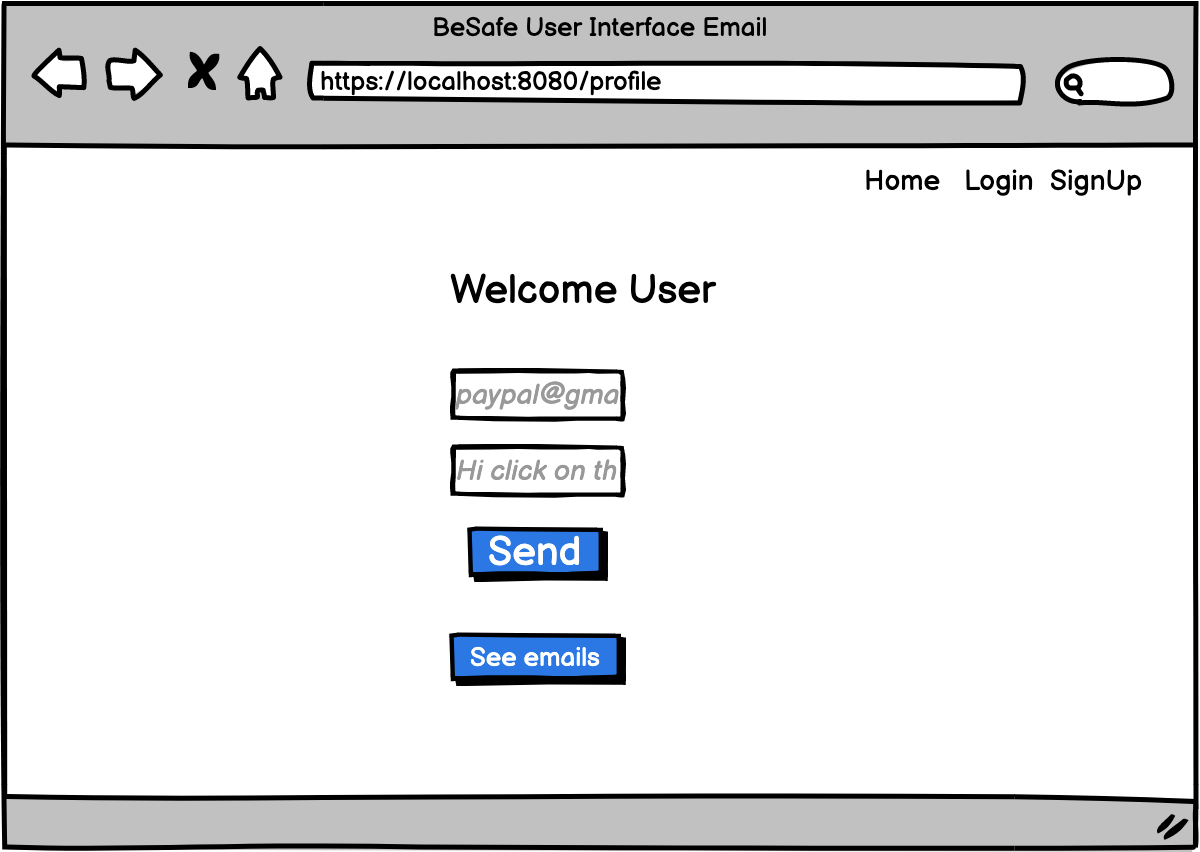 BeSafe User Interface Email
https://localhost:8080/profile
Home Login SignUp
Welcome User
paypal@gma
Hi click on th
Send
See emails